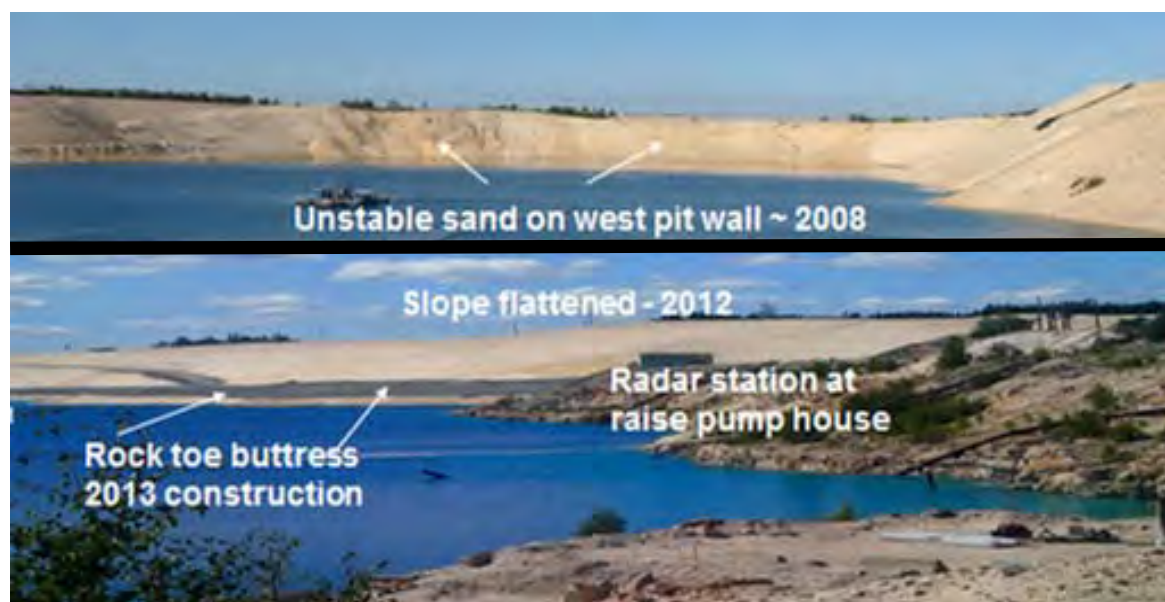 Unstable sand on west pit wall ~ 2008
Slope flattened - 2012
Radar station at
raise pump house
Rock toe buttress
2013 construction